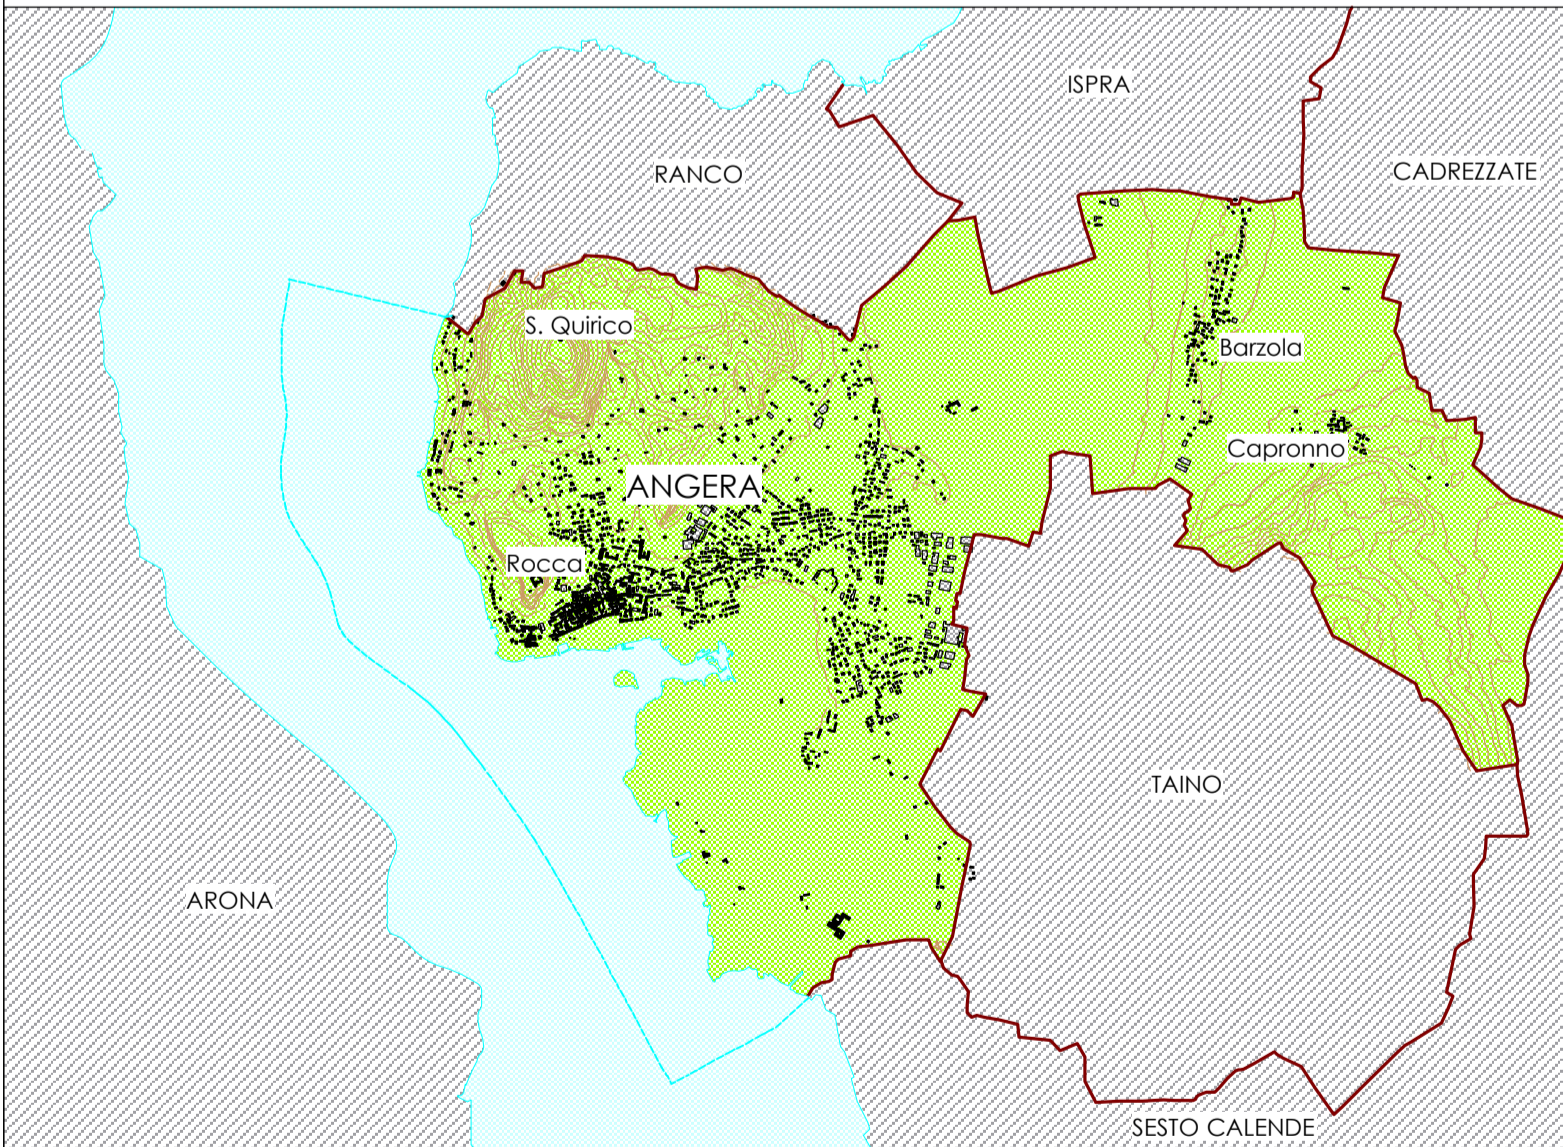 ISPRA
RANCO
CADREZZATE
S. Quirico
Barzola
Capronno
ANGERA
Rocca
TAINO
ARONA
SESTO CALENDE